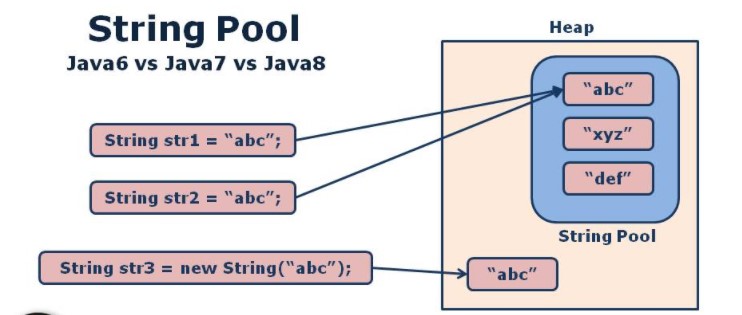 String Pool
Java6 vs Java7 vs Java8
Heap
“abc”
“xyz”
“def”
String Pool
String str1 = “abc”;
String str2 = “abc”;
String str3 = new String(“abc”);
“abc”